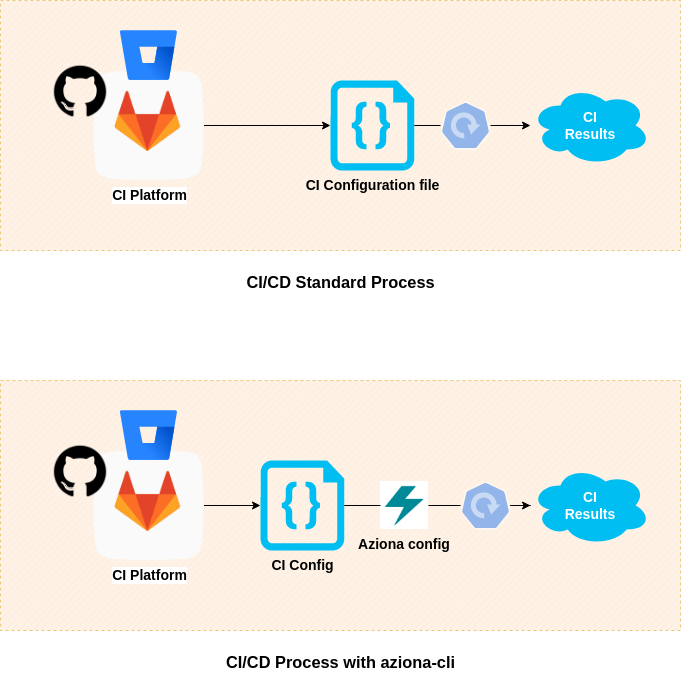 CI
Results
CI Platform
CI Configuration file
CI/CD Standard Process
CI
Results
Aziona config
CI Config
CI Platform
CI/CD Process with aziona-cli